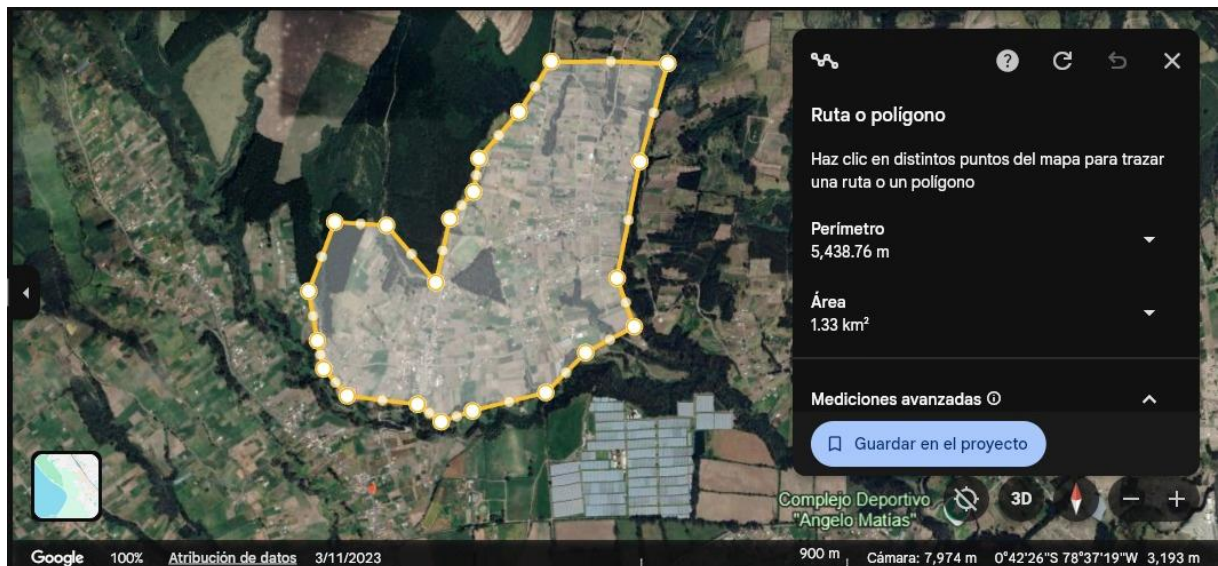 Ruta o polígono
Haz clic en distintos puntos del mapa para trazar
una ruta o un polígono
Perímetro
5,438.76 m
Área
1.33 km²
Mediciones avanzadas
Guardar en el proyecto
Complejo Deportivo
"Angelo Matías"
3D
Google 100% Atribución de datos 3/11/2023 900 m Cámara: 7,974 m 0°42'26"S 78°37'19"W 3,193 m